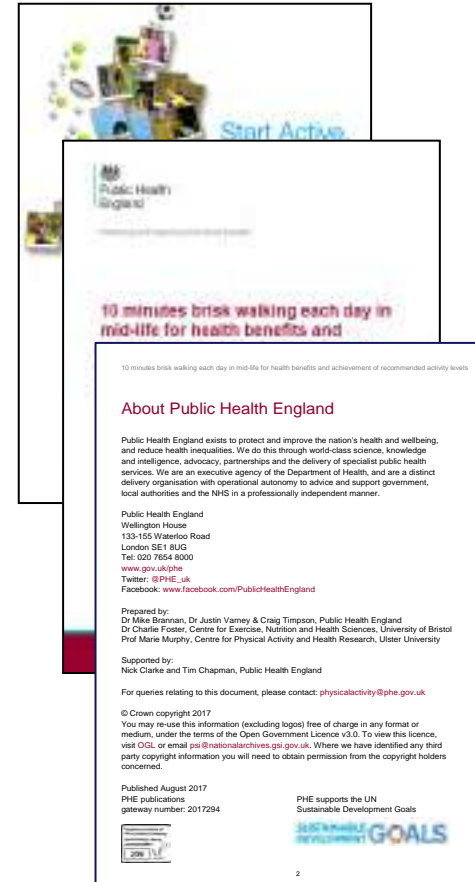 Start Active,
Public Health
England
10 minutes brisk walking each day in
mid-life for health benefits and
10 minutes brisk walking each day in mid-life for health benefits and achievement of recommended activity levels
About Public Health England
Public Health England exists to protect and improve the nation's health and wellbeing,
and reduce health inequalities. We do this through world-class science, knowledge
and intelligence, advocacy, partnerships and the delivery of specialist public health
services. We are an executive agency of the Department of Health, and are a distinct
delivery organisation with operational autonomy to advice and support government,
local authorities and the NHS in a professionally independent manner.
Public Health England
Wellington House
133-155 Waterloo Road
London SE1 8UG
Tel: 020 7654 8000
www.gov.uk/phe
Twitter: @PHE_uk
Facebook: www.facebook.com/PublicHealthEngland
Prepared by:
Dr Mike Brannan, Dr Justin Varney & Craig Timpson, Public Health England
Dr Charlie Foster, Centre for Exercise, Nutrition and Health Sciences, University of Bristol
Prof Marie Murphy, Centre for Physical Activity and Health Research, Ulster University
Supported by:
Nick Clarke and Tim Chapman, Public Health England
For queries relating to this document, please contact: physicalactivity@phe.gov.uk
© Crown copyright 2017
You may re-use this information (excluding logos) free of charge in any format or
medium, under the terms of the Open Government Licence v3.0. To view this licence,
visit OGL or email psi@nationalarchives.gsi.gov.uk. Where we have identified any third
party copyright information you will need to obtain permission from the copyright holders
concerned.
Published August 2017
PHE publications
gateway number: 2017294
PHE supports the UN
Sustainable Development Goals
SUSTAINABLE
DEVELOPMENT GOALS
2